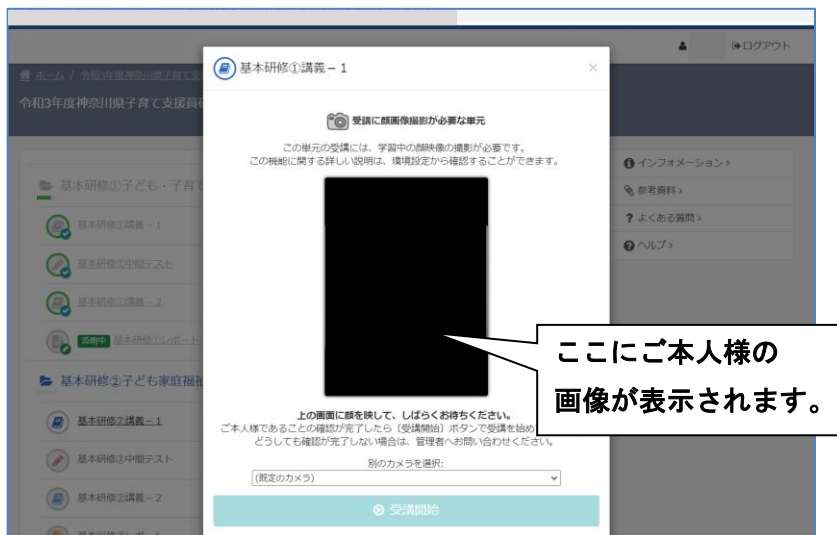 ログアウト
ホーム / 令和3年度神奈川県子育て支
令和3年度神奈川県子育て支援員研
基本研修①講義－1
×
受講に顔画像撮影が必要な単元
この単元の受講には、学習中の顔映像の撮影が必要です。
この機能に関する詳しい説明は、環境設定から確認することができます。
基本研修①子ども・子育て
基本研修①講義－1
基本研修①中間テスト
基本研修①講義－2
添削中 基本研修①レポート
基本研修②子ども家庭福祉
基本研修②講義－1
基本研修②中間テスト
基本研修②講義－2
基本研修②レポート
インフォメーション
参考資料
よくある質問
ヘルプ
ここにご本人様の
画像が表示されます。
上の画面に顔を映して、しばらくお待ちください。
ご本人様であることの確認が完了したら［受講開始］ボタンで受講を始め
どうしても確認が完了しない場合は、管理者へお問い合わせください。
別のカメラを選択:
(既定のカメラ)
受講開始